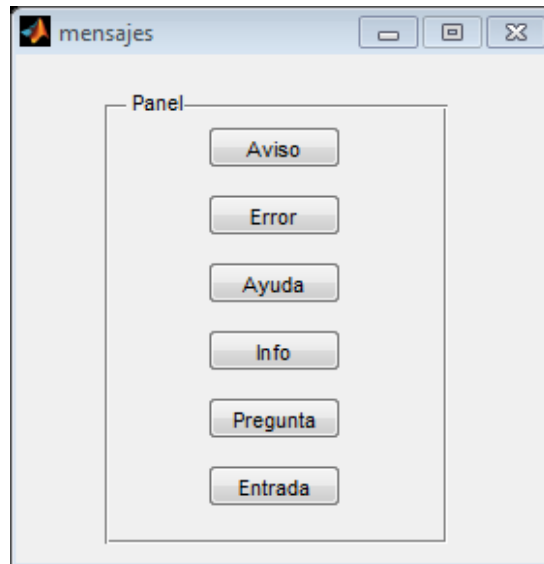 mensajes
Panel
Aviso
Error
Ayuda
Info
Pregunta
Entrada